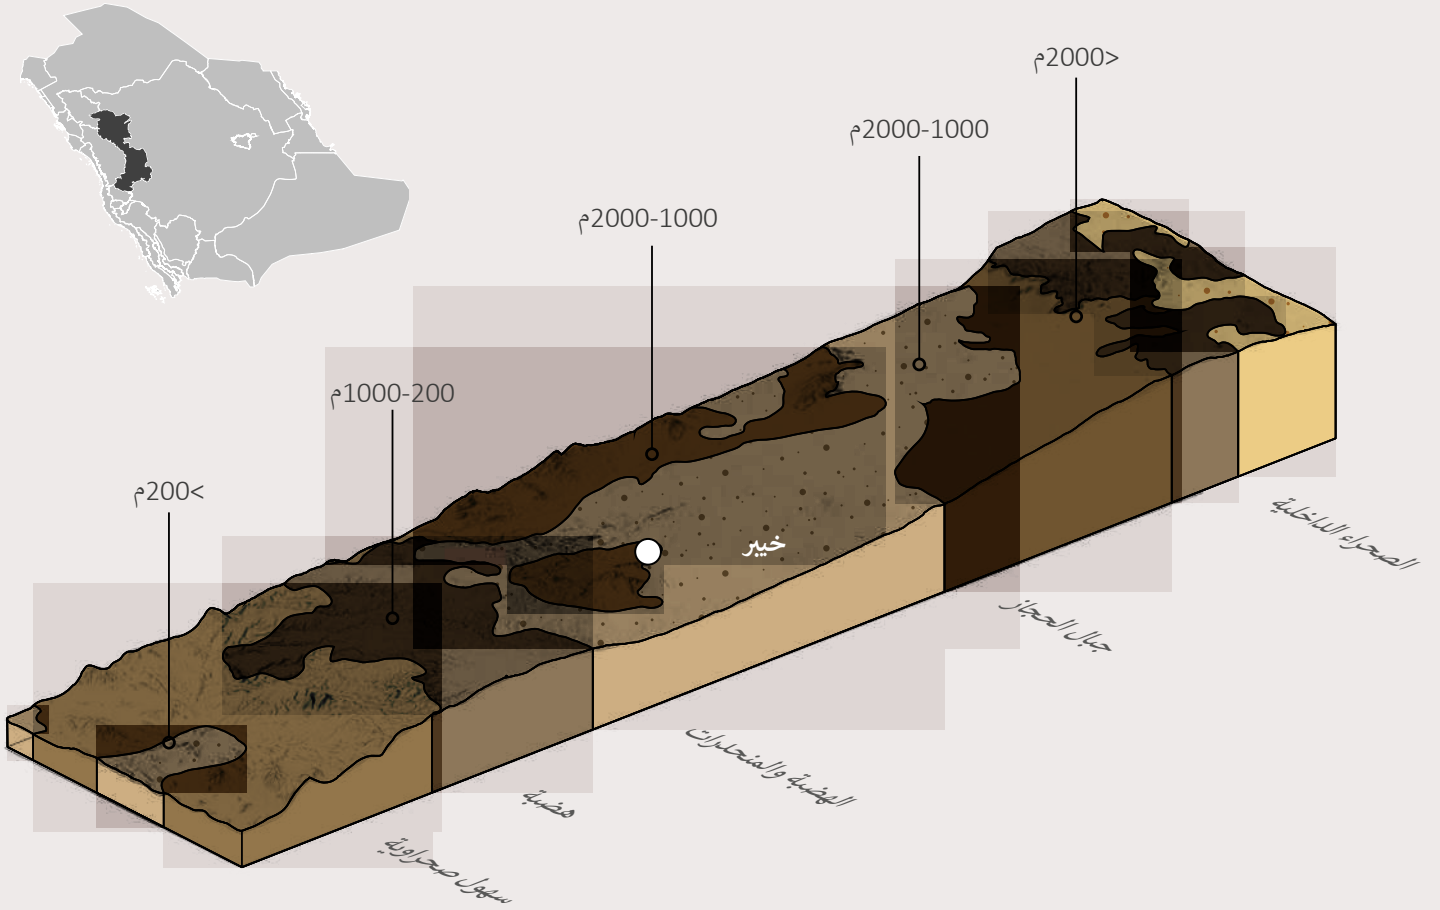 >2000م
2000-1000م
2000-1000م
1000-200م
<200م
خيبر
الصحراء الداخلية
جبال الحجاز
الهضبة والمنحدرات
هضبة
سهول صحراوية